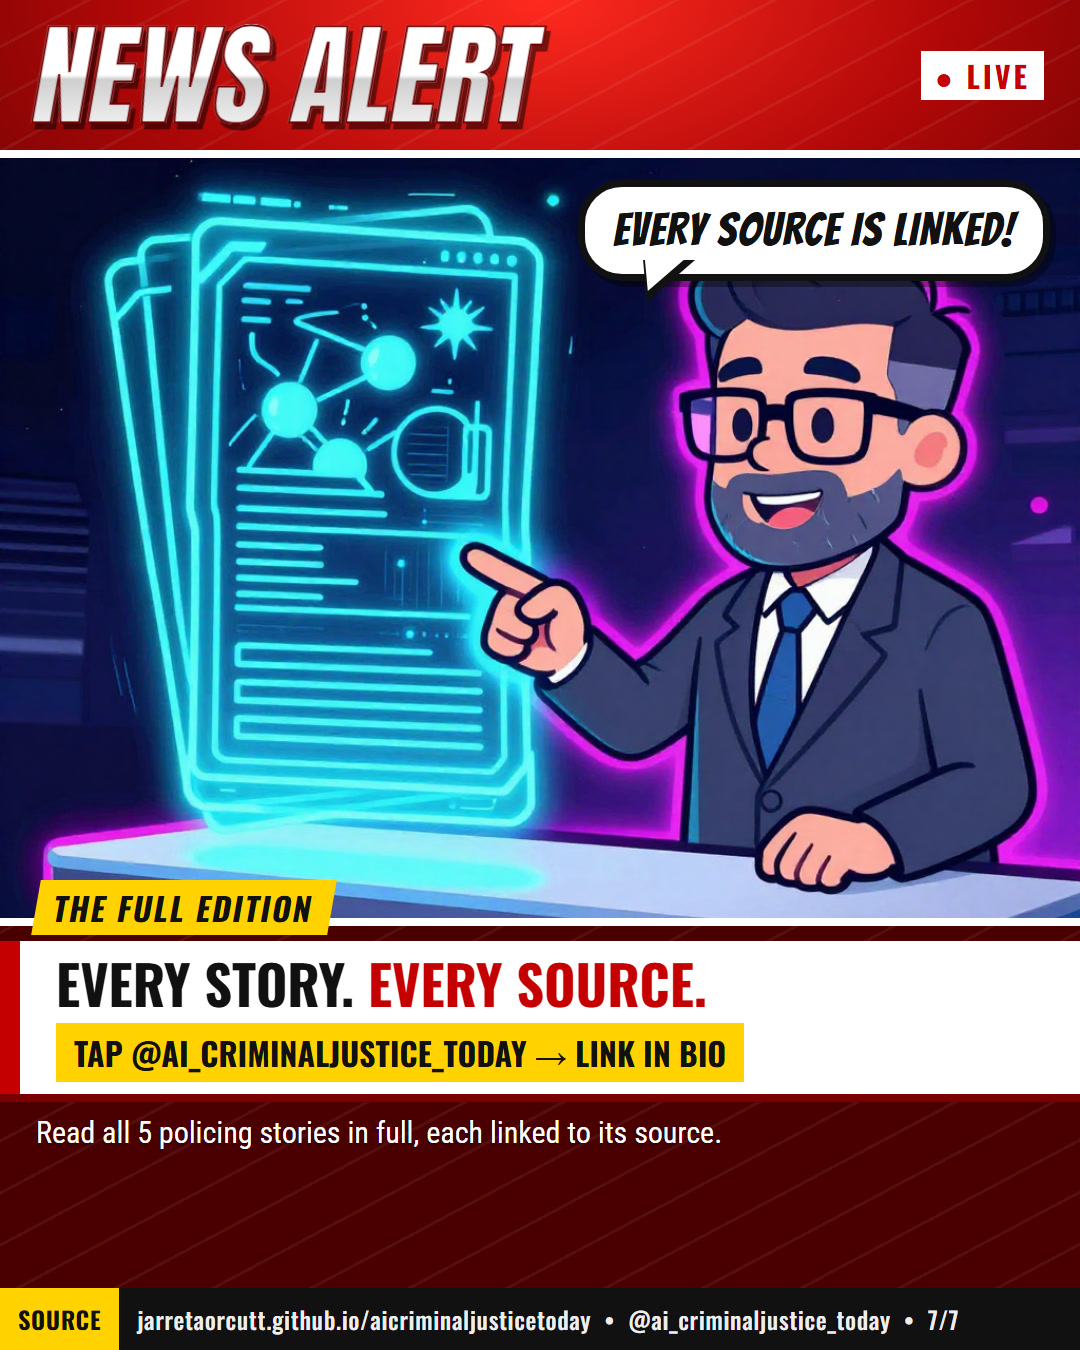 NEWS ALERT
● LIVE
EVERY SOURCE IS LINKED!
THE FULL EDITION
EVERY STORY. EVERY SOURCE.
TAP @AI_CRIMINALJUSTICE_TODAY → LINK IN BIO
Read all 5 policing stories in full, each linked to its source.
SOURCE jarretaorcutt.github.io/aicriminaljusticetoday • @ai_criminaljustice_today • 7/7